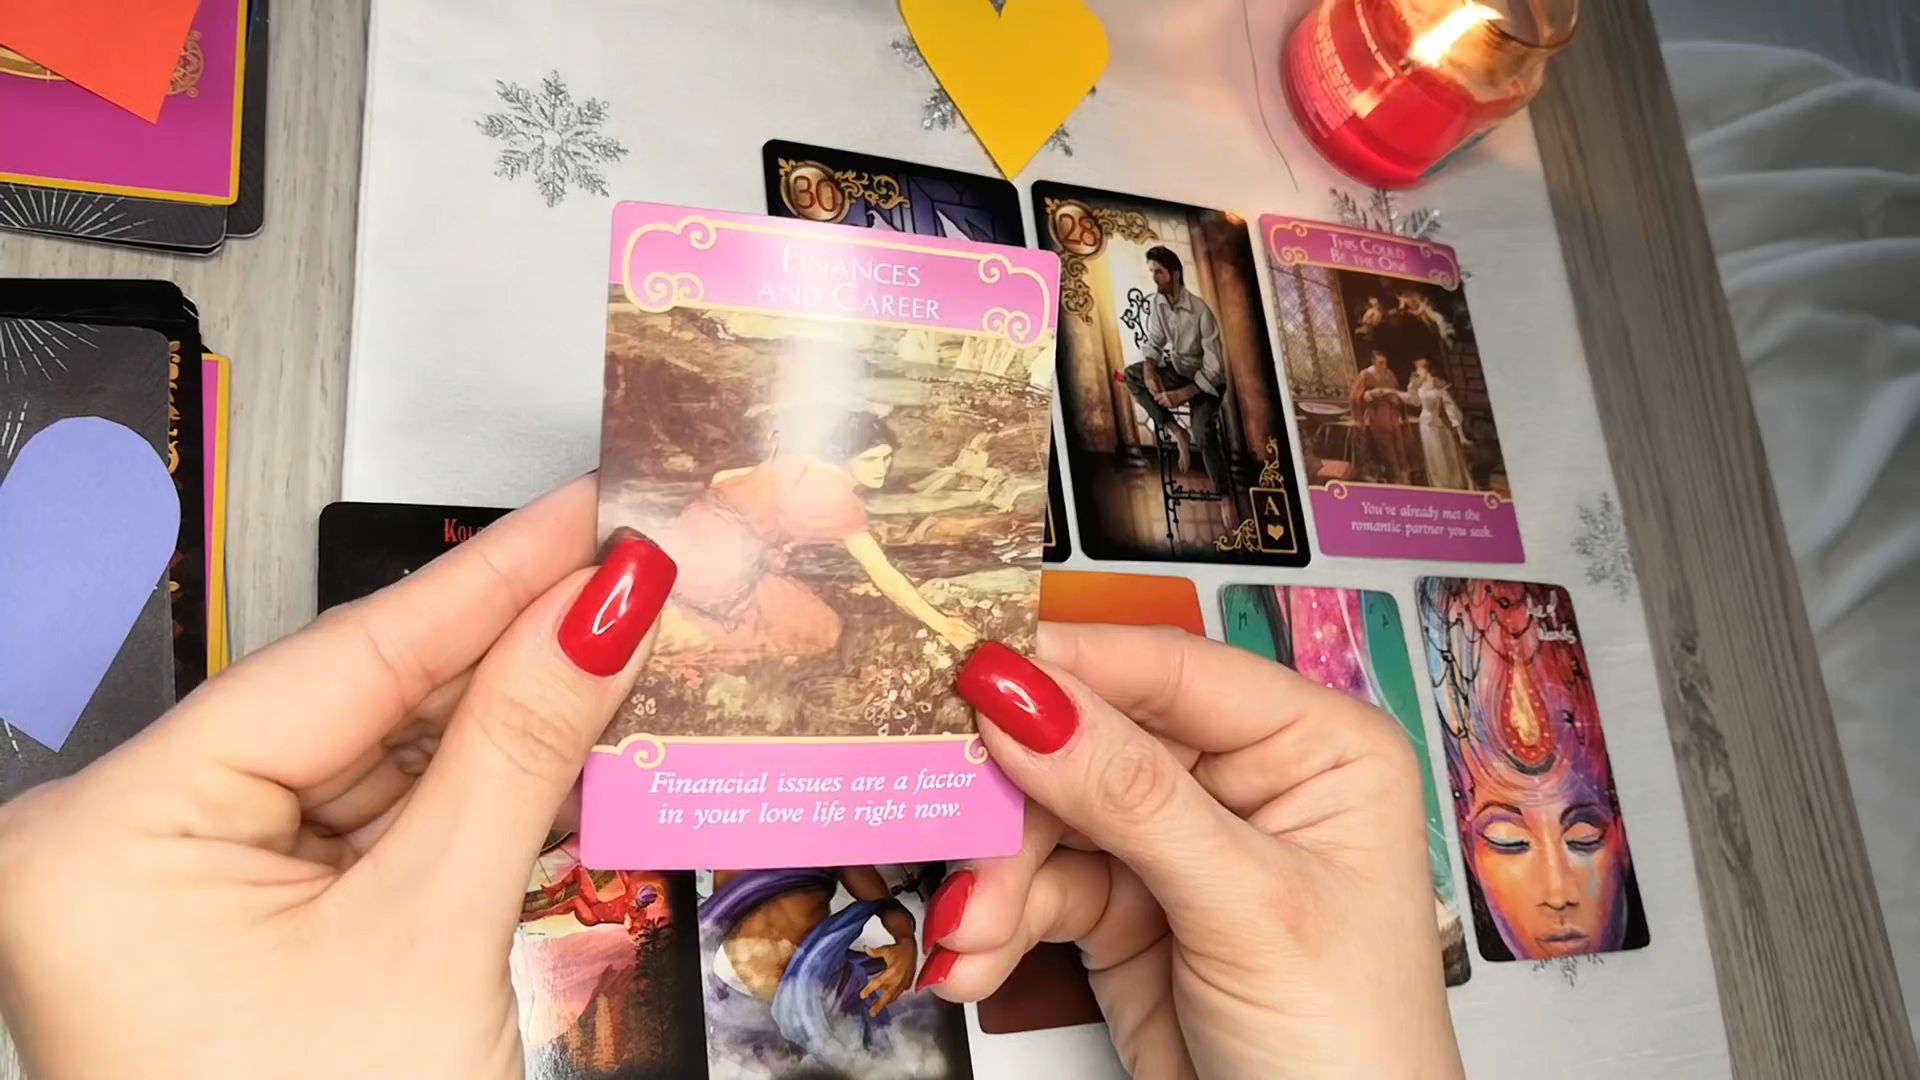 30
28
THIS COULD
BE THE ONE
FINANCES
AND CAREER
A
You've already met the
romantic partner you seek.
Financial issues are a factor
in your love life right now.